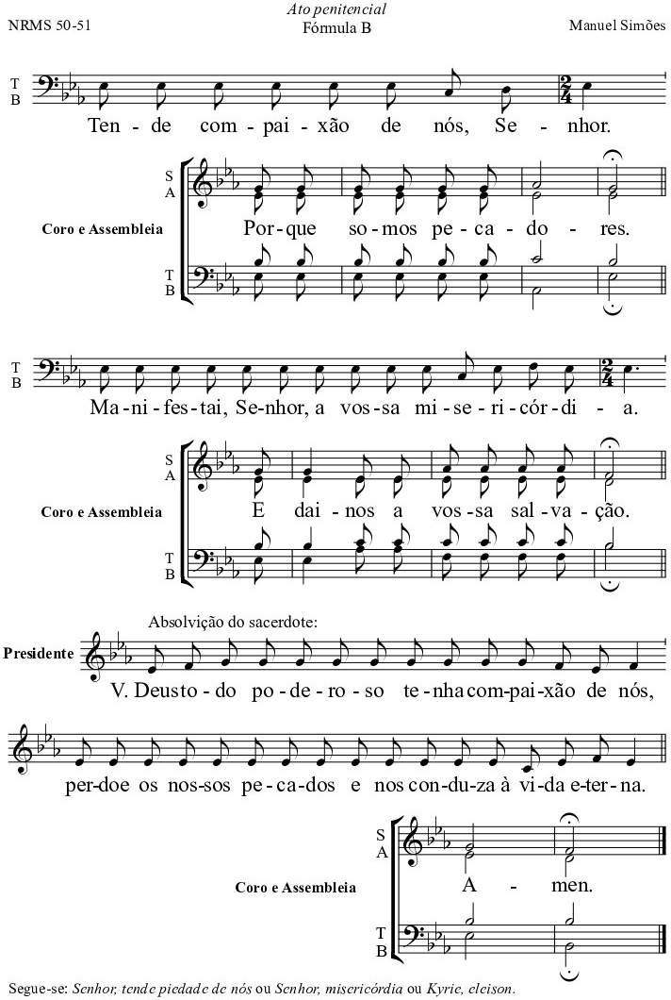 Ato penitencial
NRMS 50-51 Fórmula B Manuel Simões
T
B
Ten - de com - pai - xão de nós, Se - nhor.
S
A
Coro e Assembleia Por-que so-mos pe-ca-do-res.
T
B
T
B
Ma-ni-fes-tai, Se-nhor, a vos-sa mi-se-ri-cór-di-a.
S
A
Coro e Assembleia E dai-nos a vos-sa sal-va-ção.
T
B
Absolvição do sacerdote:
Presidente
V. Deus to-do po-de-ro-so te-nha com-pai-xão de nós,
per-doe os nos-sos pe-ca-dos e nos con-du-za à vi-da e-ter-na.
S
A
Coro e Assembleia A - men.
T
B
Segue-se: Senhor, tende piedade de nós ou Senhor, misericórdia ou Kyrie, eleison.